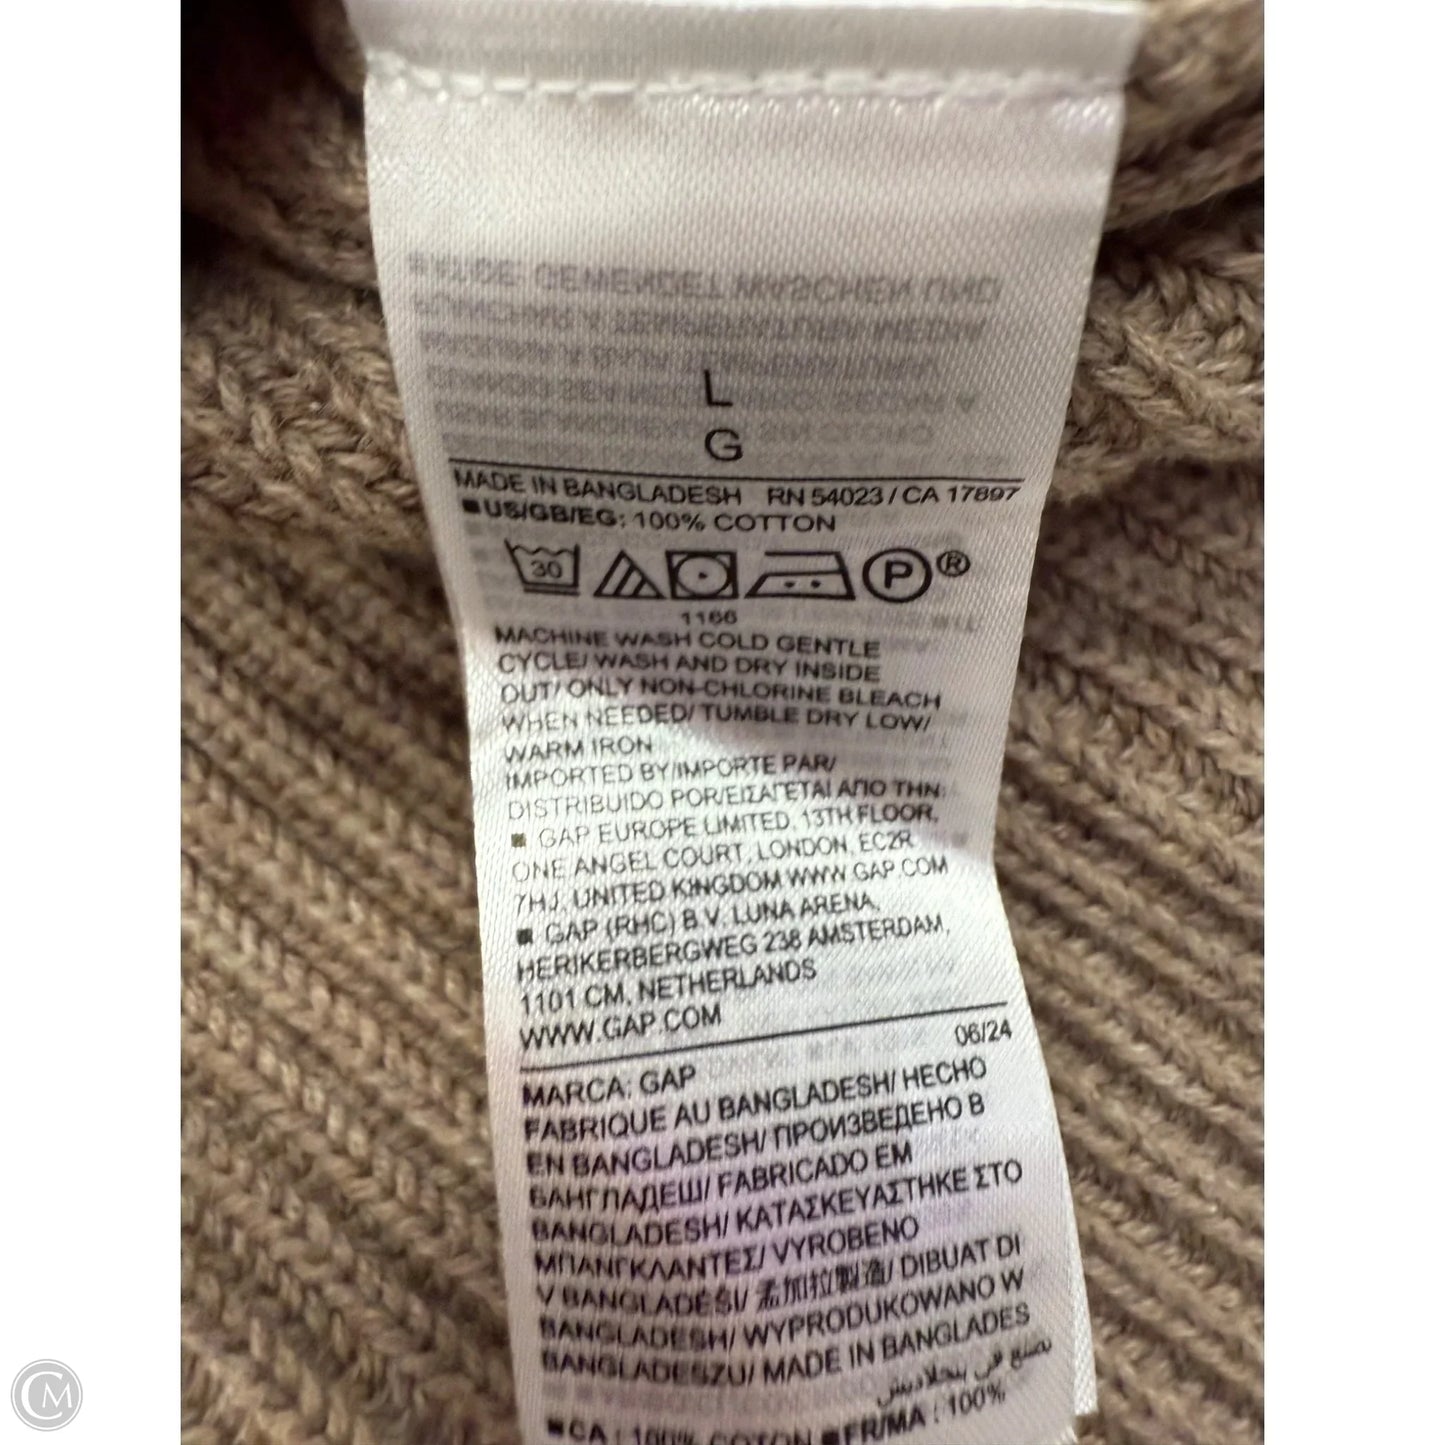 L
G
MADE IN BANGLADESH RN 54023 / CA 17897
■US/GB/EG: 100% COTTON
30 P ®
1166
MACHINE WASH COLD GENTLE
CYCLE/ WASH AND DRY INSIDE
OUT/ ONLY NON-CHLORINE BLEACH
WHEN NEEDED/ TUMBLE DRY LOW/
WARM IRON
IMPORTED BY/IMPORTE PAR/
DISTRIBUIDO POR/ΕΙΣΑΓΕΤΑΙ ΑΠΟ ΤΗΝ:
■ GAP EUROPE LIMITED, 13TH FLOOR,
ONE ANGEL COURT, LONDON, EC2R
7HJ, UNITED KINGDOM WWW.GAP.COM
■ GAP (RHC) B.V. LUNA ARENA,
HERIKERBERGWEG 238 AMSTERDAM,
1101 CM, NETHERLANDS
WWW.GAP.COM
06/24
MARCA: GAP
FABRIQUE AU BANGLADESH/ HECHO
EN BANGLADESH/ ПРОИЗВЕДЕНО В
БАНГЛАДЕШ/ FABRICADO EM
BANGLADESH/ ΚΑΤΑΣΚΕΥΑΣΤΗΚΕ ΣΤΟ
ΜΠΑΝΓΚΛΑΝΤΕΣ/ VYROBENO
V BANGLADÉŠI/ 孟加拉製造/ DIBUAT DI
BANGLADESH/ WYPRODUKOWANO W
BANGLADESZU/ MADE IN BANGLADES
صنع في بنجلاديش
■CA : 100% COTON ■FR/MA : 100%
CM